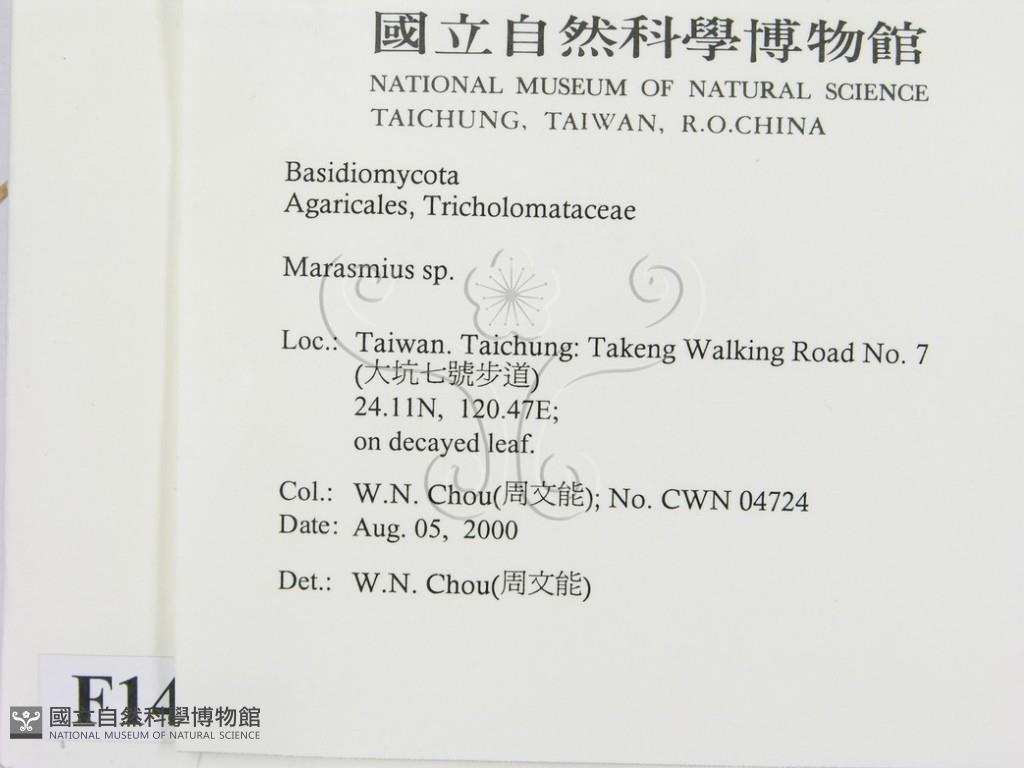 國立自然科學博物館
NATIONAL MUSEUM OF NATURAL SCIENCE
TAICHUNG, TAIWAN, R.O.CHINA
Basidiomycota
Agaricales, Tricholomataceae
Marasmius sp.
Loc.: Taiwan. Taichung: Takeng Walking Road No. 7
(大坑七號步道)
24.11N, 120.47E;
on decayed leaf.
Col.: W.N. Chou(周文能); No. CWN 04724
Date: Aug. 05, 2000
Det.: W.N. Chou(周文能)
F14
國立自然科學博物館
NATIONAL MUSEUM OF NATURAL SCIENCE